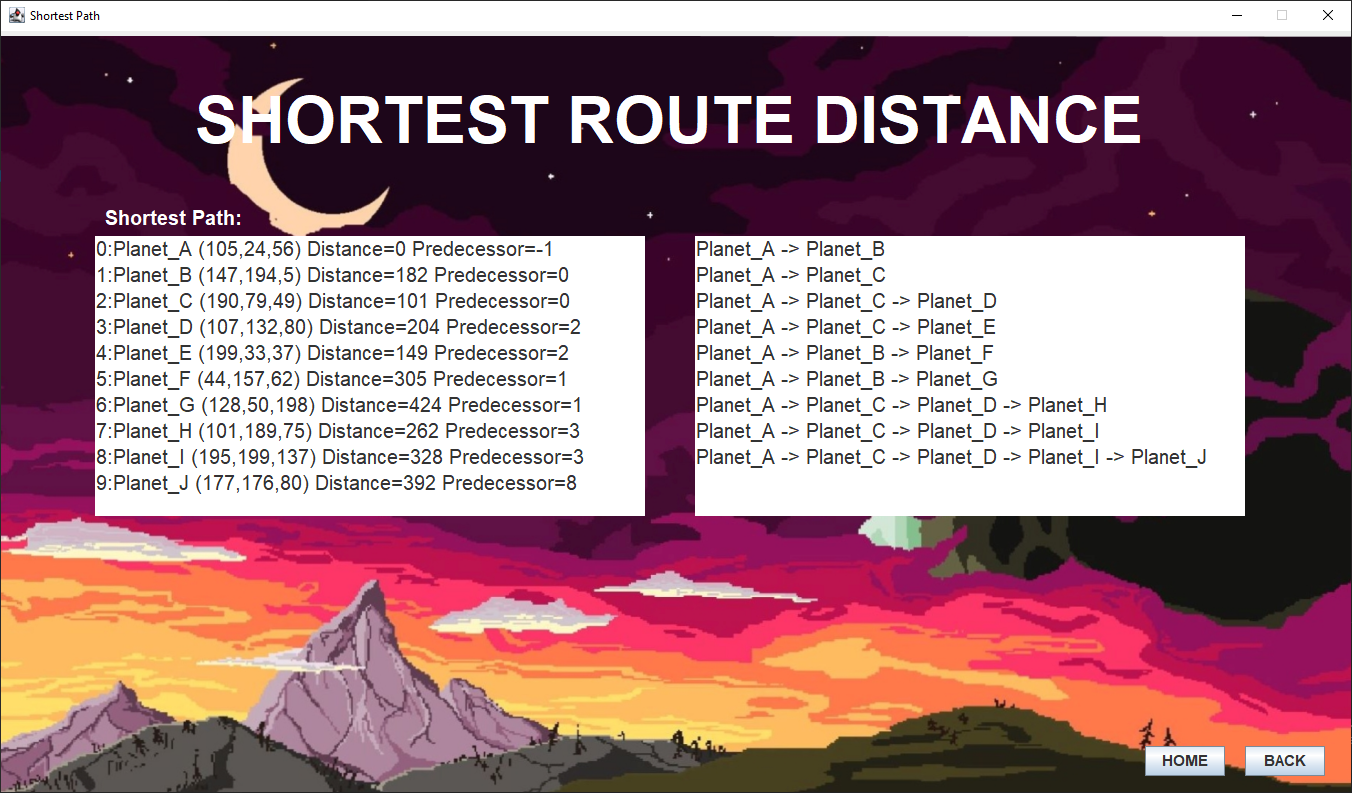 Shortest Path
SHORTEST ROUTE DISTANCE
Shortest Path:
0:Planet_A (105,24,56) Distance=0 Predecessor=-1
1:Planet_B (147,194,5) Distance=182 Predecessor=0
2:Planet_C (190,79,49) Distance=101 Predecessor=0
3:Planet_D (107,132,80) Distance=204 Predecessor=2
4:Planet_E (199,33,37) Distance=149 Predecessor=2
5:Planet_F (44,157,62) Distance=305 Predecessor=1
6:Planet_G (128,50,198) Distance=424 Predecessor=1
7:Planet_H (101,189,75) Distance=262 Predecessor=3
8:Planet_I (195,199,137) Distance=328 Predecessor=3
9:Planet_J (177,176,80) Distance=392 Predecessor=8
Planet_A -> Planet_B
Planet_A -> Planet_C
Planet_A -> Planet_C -> Planet_D
Planet_A -> Planet_C -> Planet_E
Planet_A -> Planet_B -> Planet_F
Planet_A -> Planet_B -> Planet_G
Planet_A -> Planet_C -> Planet_D -> Planet_H
Planet_A -> Planet_C -> Planet_D -> Planet_I
Planet_A -> Planet_C -> Planet_D -> Planet_I -> Planet_J
HOME
BACK